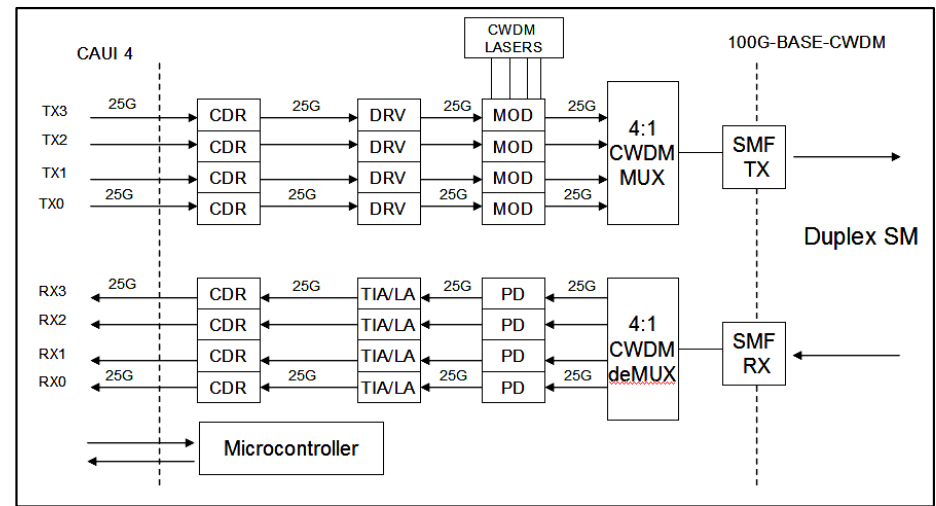 CWDM
LASERS
CAUI 4
100G-BASE-CWDM
TX3 25G CDR 25G DRV 25G MOD 25G
TX2 CDR DRV MOD
TX1 CDR DRV MOD
TX0 25G CDR 25G DRV 25G MOD 25G
4:1
CWDM
MUX
SMF
TX
Duplex SM
RX3 25G CDR 25G TIA/LA 25G PD 25G
RX2 CDR TIA/LA PD
RX1 CDR TIA/LA PD
RX0 25G CDR 25G TIA/LA 25G PD 25G
4:1
CWDM
deMUX
SMF
RX
Microcontroller